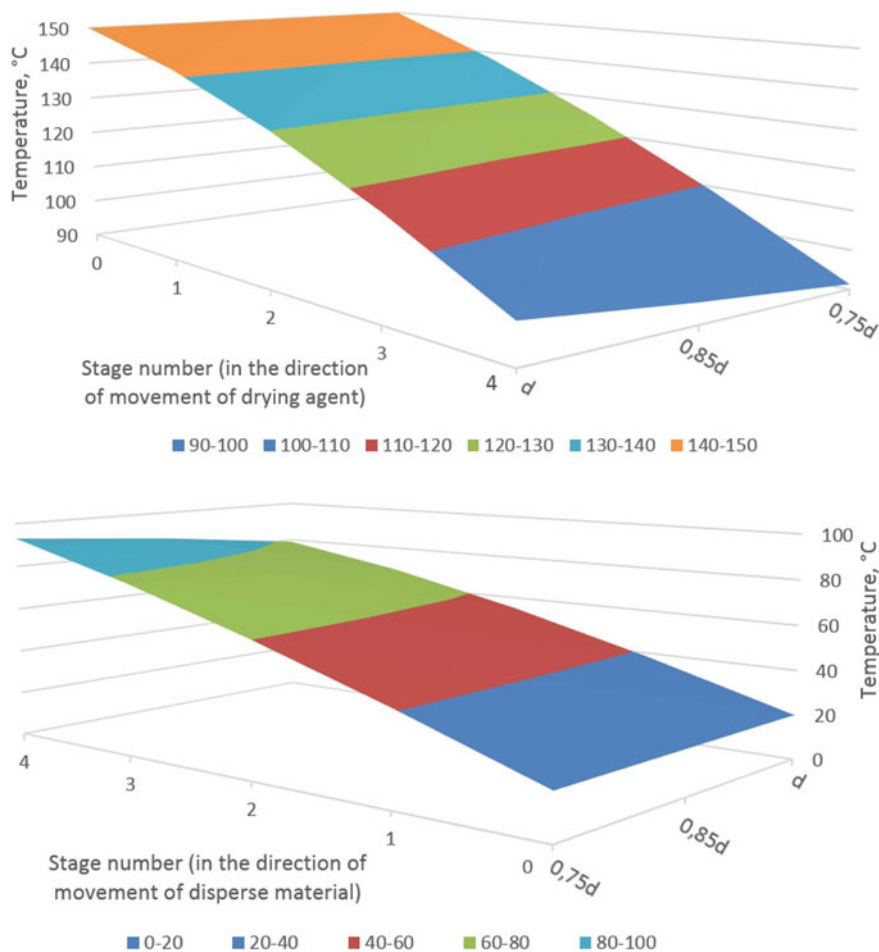 150
140
130
120
110
100
90
Temperature, °C
0
1
2
3
4
d
0,85d
0,75d
Stage number (in the direction
of movement of drying agent)
90-100 100-110 110-120 120-130 130-140 140-150
100
80
60
40
20
0
Temperature, °C
4
3
2
1
0
0,75d
0,85d
d
Stage number (in the direction of
movement of disperse material)
0-20 20-40 40-60 60-80 80-100